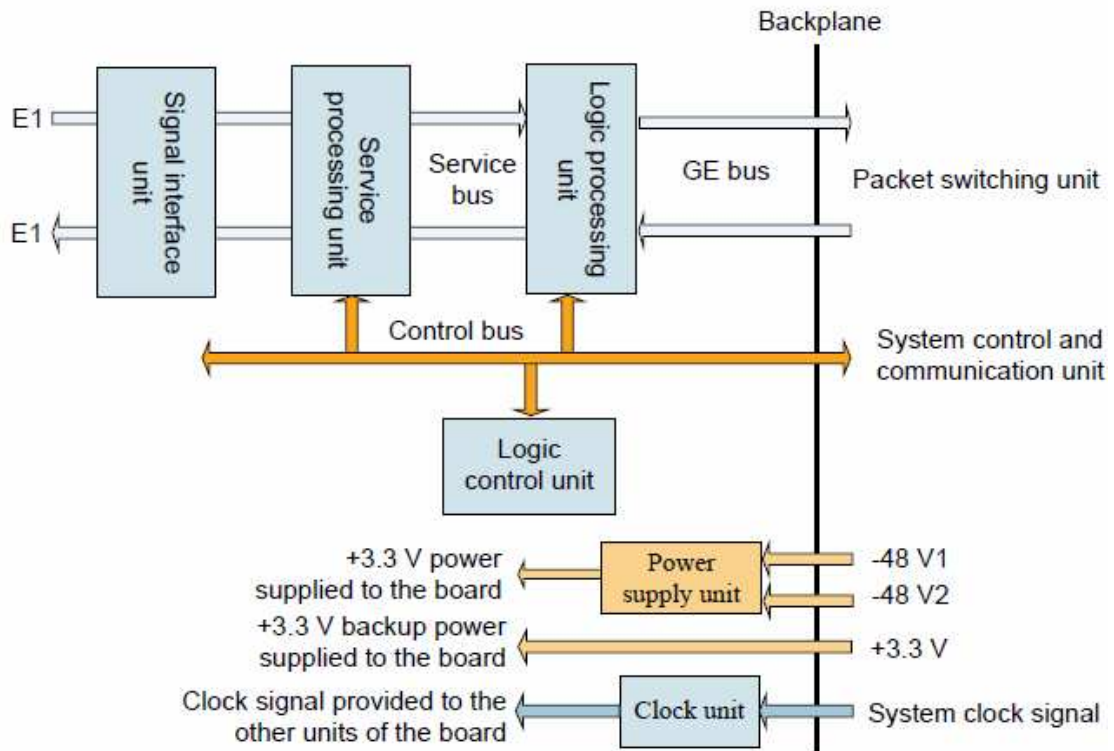 Backplane
E1
E1
Signal interface
unit
Service
processing unit
Service
bus
Logic processing
unit
GE bus
Packet switching unit
Control bus
System control and
communication unit
Logic
control unit
+3.3 V power
supplied to the board
Power
supply unit
-48 V1
-48 V2
+3.3 V backup power
supplied to the board
+3.3 V
Clock signal provided to the
other units of the board
Clock unit
System clock signal